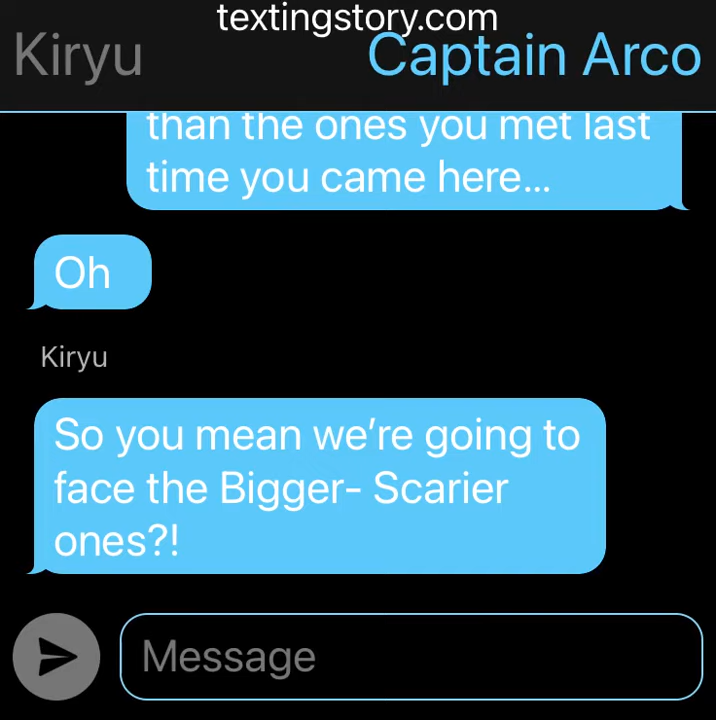 textingstory.com
Kiryu
Captain Arco
than the ones you met last
time you came here...
Oh
Kiryu
So you mean we’re going to
face the Bigger- Scarier
ones?!
Message